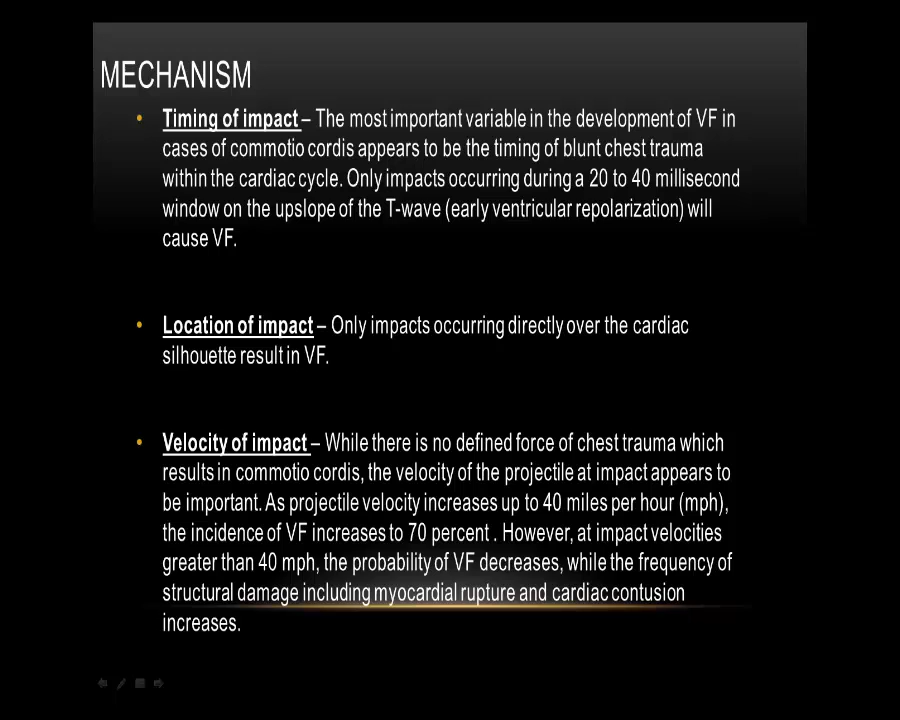 MECHANISM
• Timing of impact – The most important variable in the development of VF in
cases of commotio cordis appears to be the timing of blunt chest trauma
within the cardiac cycle. Only impacts occurring during a 20 to 40 millisecond
window on the upslope of the T-wave (early ventricular repolarization) will
cause VF.
• Location of impact – Only impacts occurring directly over the cardiac
silhouette result in VF.
• Velocity of impact – While there is no defined force of chest trauma which
results in commotio cordis, the velocity of the projectile at impact appears to
be important. As projectile velocity increases up to 40 miles per hour (mph),
the incidence of VF increases to 70 percent . However, at impact velocities
greater than 40 mph, the probability of VF decreases, while the frequency of
structural damage including myocardial rupture and cardiac contusion
increases.